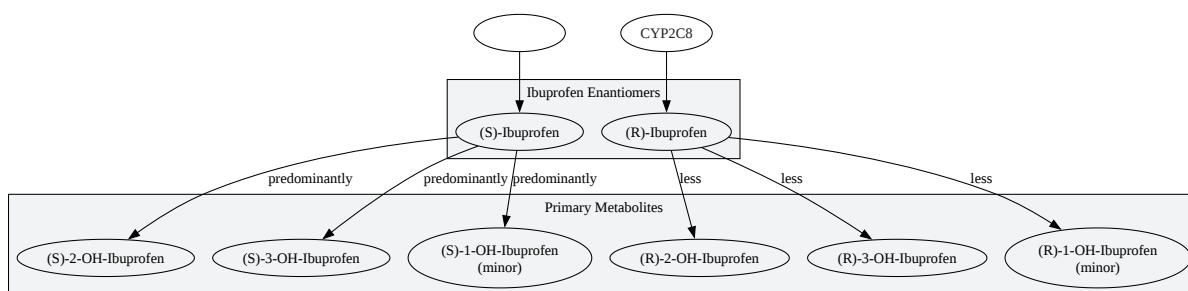 CYP2C8
Ibuprofen Enantiomers
(S)-Ibuprofen
(R)-Ibuprofen
predominantly
predominantly
predominantly
less
less
less
Primary Metabolites
(S)-2-OH-Ibuprofen
(S)-3-OH-Ibuprofen
(S)-1-OH-Ibuprofen
(minor)
(R)-2-OH-Ibuprofen
(R)-3-OH-Ibuprofen
(R)-1-OH-Ibuprofen
(minor)